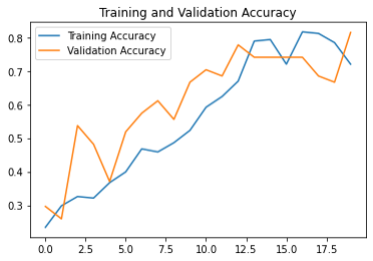 Training and Validation Accuracy
Training Accuracy
Validation Accuracy
0.8
0.7
0.6
0.5
0.4
0.3
0.0 2.5 5.0 7.5 10.0 12.5 15.0 17.5